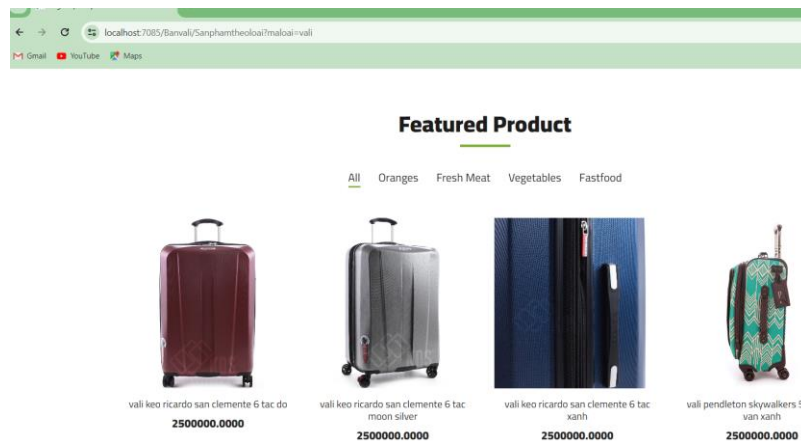 localhost:7085/Banvali/Sanphamtheoloai?maloai=vali
Gmail YouTube Maps
Featured Product
All Oranges Fresh Meat Vegetables Fastfood
vali keo ricardo san clemente 6 tac do
2500000.0000
vali keo ricardo san clemente 6 tac
moon silver
2500000.0000
vali keo ricardo san clemente 6 tac
xanh
2500000.0000
vali pendleton skywalkers 5
van xanh
2500000.0000